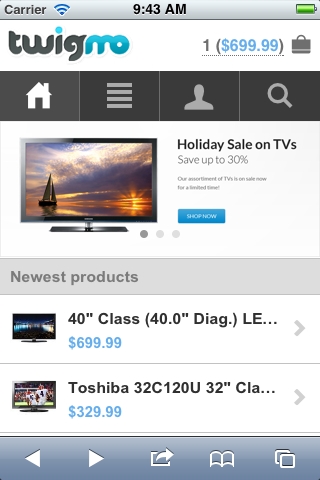 Carrier 9:43 AM
twigmo
1 ($699.99)
Holiday Sale on TVs
Save up to 30%
Our assortment of TVs is on sale now
for a limited time!
SHOP NOW
Newest products
40" Class (40.0" Diag.) LE...
$699.99
Toshiba 32C120U 32" Cla...
$329.99